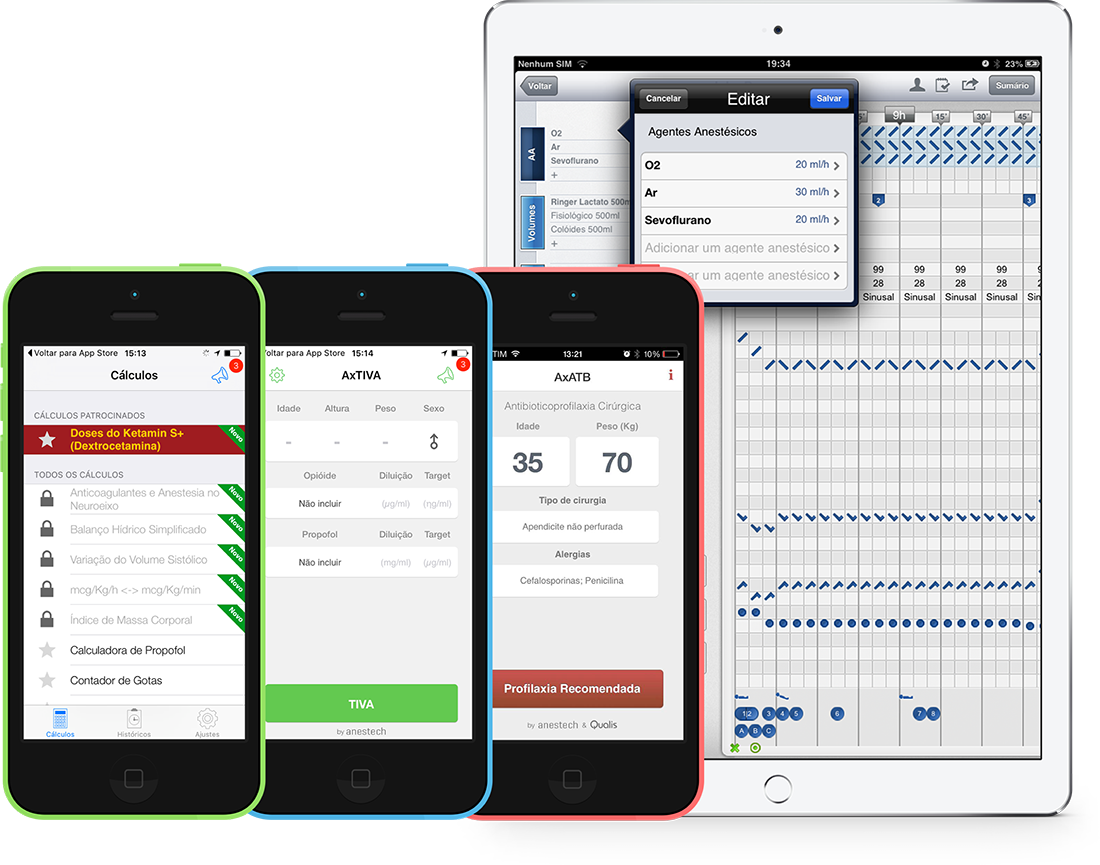 Nenhum SIM 19:34 23%
Voltar
Sumário
Cancelar Editar Salvar
Agentes Anestésicos
O2 20 ml/h
Ar 30 ml/h
Sevoflurano 20 ml/h
Adicionar um agente anestésico
ar um agente anestésico
AA
O2
Ar
Sevoflurano
+
Volumes
Ringer Lactato 500m
Fisiológico 500ml
Colóides 500ml
+
9h 15' 30' 45'
2 3
99 99 99 99
28 28 28 28
Sinusal Sinusal Sinusal Sinusal Sin
1 2 3 4 5 6 7 8
A B C
Voltar para App Store 15:13
Cálculos
3
CÁLCULOS PATROCINADOS
Doses do Ketamin S+
(Dextrocetamina)
Novo
TODOS OS CÁLCULOS
Anticoagulantes e Anestesia no
Neuroeixo
Novo
Balanço Hídrico Simplificado
Novo
Variação do Volume Sistólico
Novo
mcg/Kg/h <-> mcg/Kg/min
Novo
Índice de Massa Corporal
Novo
Calculadora de Propofol
Contador de Gotas
Cálculos Históricos Ajustes
oltar para App Store 15:14
AxTIVA
3
Idade Altura Peso Sexo
- - -
Opióide Diluição Target
Não incluir (µg/ml) (ηg/ml)
Propofol Diluição Target
Não incluir (mg/ml) (µg/ml)
TIVA
by anestech
TIM 13:21 10%
AxATB
i
Antibioticoprofilaxia Cirúrgica
Idade Peso (Kg)
35 70
Tipo de cirurgia
Apendicite não perfurada
Alergias
Cefalosporinas; Penicilina
Profilaxia Recomendada
by anestech & Qualis